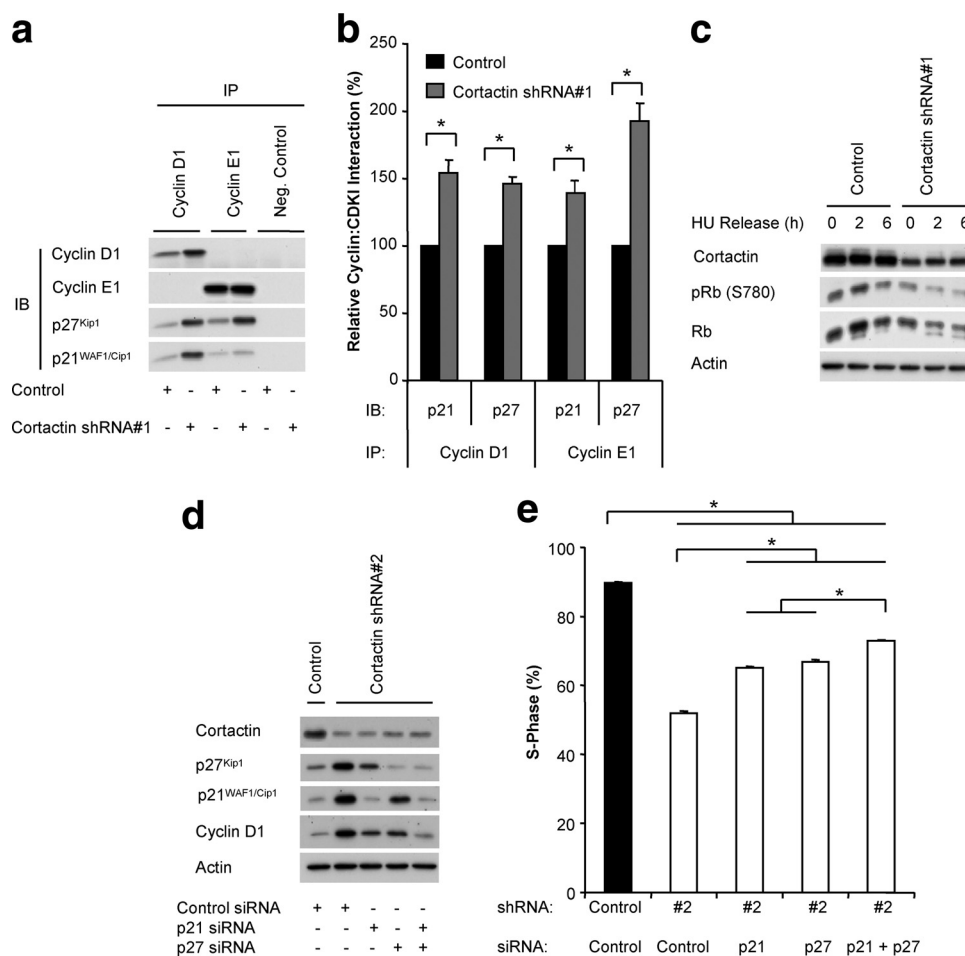 a
IP
Cyclin D1
Cyclin E1
Neg. Control
IB
Cyclin D1
Cyclin E1
p27Kip1
p21WAF1/Cip1
Control + - + - + -
Cortactin shRNA#1 - + - + - +
b
Relative Cyclin:CDKI Interaction (%)
250
200
150
100
50
0
Control
Cortactin shRNA#1
* * * *
IB: p21 p27 p21 p27
IP: Cyclin D1 Cyclin E1
c
Control
Cortactin shRNA#1
HU Release (h) 0 2 6 0 2 6
Cortactin
pRb (S780)
Rb
Actin
d
Control
Cortactin shRNA#2
Cortactin
p27Kip1
p21WAF1/Cip1
Cyclin D1
Actin
Control siRNA + + - - -
p21 siRNA - - + - +
p27 siRNA - - - + +
e
S-Phase (%)
100
80
60
40
20
0
*
*
*
shRNA: Control #2 #2 #2 #2
siRNA: Control Control p21 p27 p21 + p27